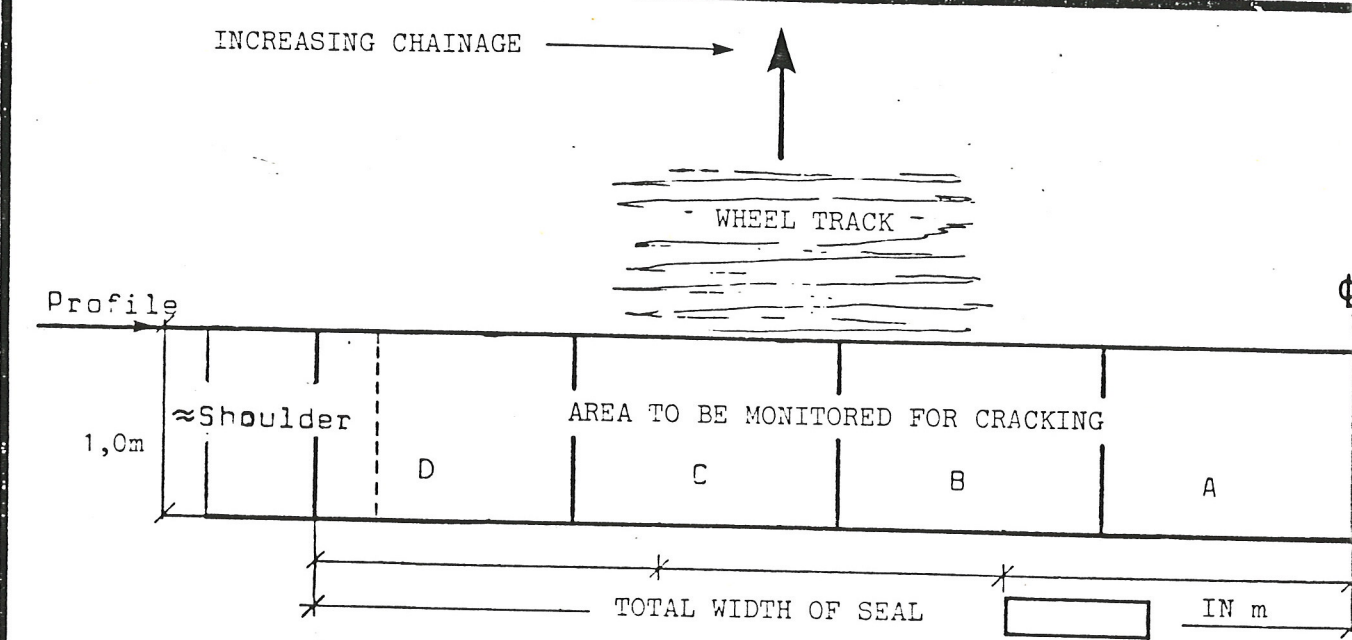 INCREASING CHAINAGE
- WHEEL TRACK -
Profile
℄
≈Shoulder
AREA TO BE MONITORED FOR CRACKING
1,0m
D
C
B
A
TOTAL WIDTH OF SEAL
IN m